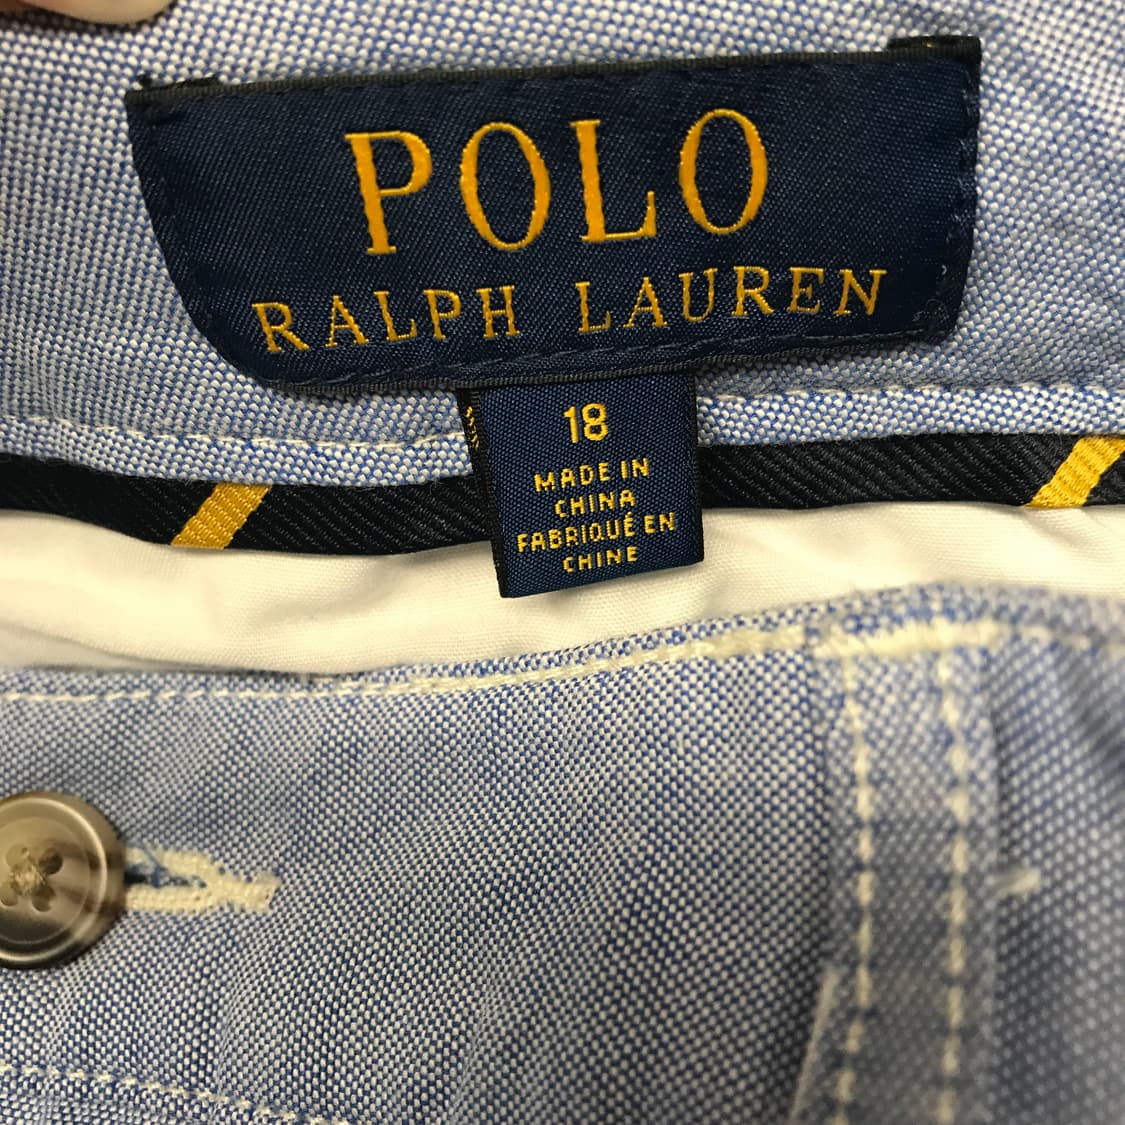 POLO
RALPH LAUREN
18
MADE IN
CHINA
FABRIQUÉ EN
CHINE